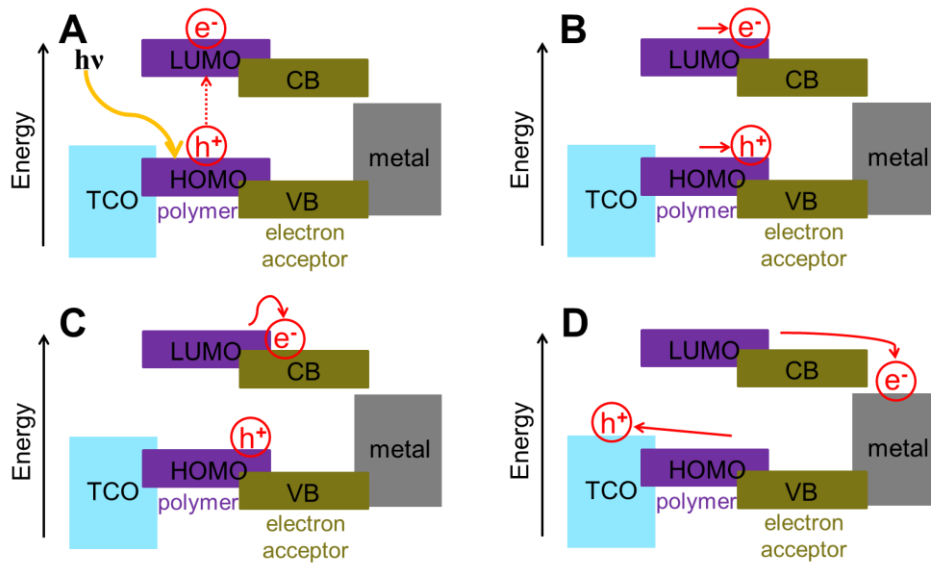 A
hν
e-
LUMO
CB
h+
HOMO
TCO
polymer
VB
metal
electron
acceptor
Energy
B
e-
LUMO
CB
h+
HOMO
TCO
polymer
VB
metal
electron
acceptor
Energy
C
e-
LUMO
CB
h+
HOMO
TCO
polymer
VB
metal
electron
acceptor
Energy
D
LUMO
CB
e-
h+
HOMO
TCO
polymer
VB
metal
electron
acceptor
Energy